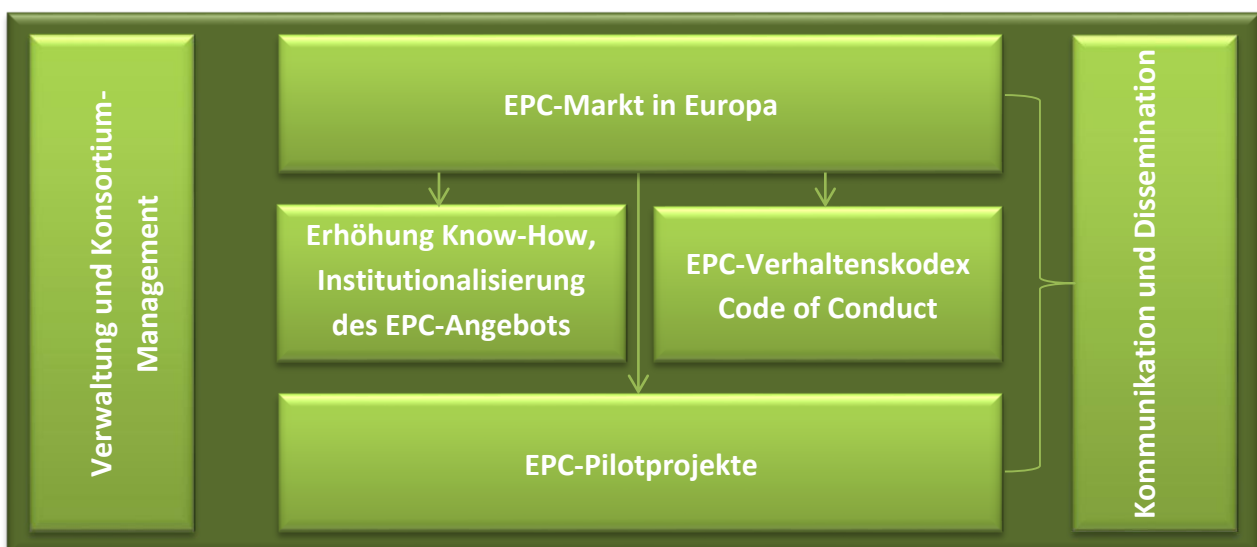 Verwaltung und Konsortium-
Management
EPC-Markt in Europa
Erhöhung Know-How,
Institutionalisierung
des EPC-Angebots
EPC-Verhaltenskodex
Code of Conduct
EPC-Pilotprojekte
Kommunikation und Dissemination